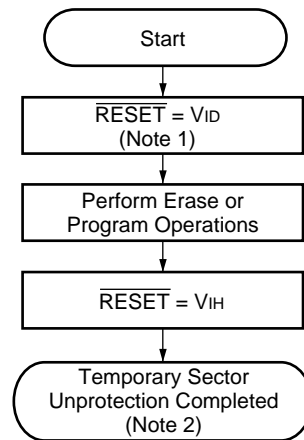 Start
RESET = VID
(Note 1)
Perform Erase or
Program Operations
RESET = VIH
Temporary Sector
Unprotection Completed
(Note 2)